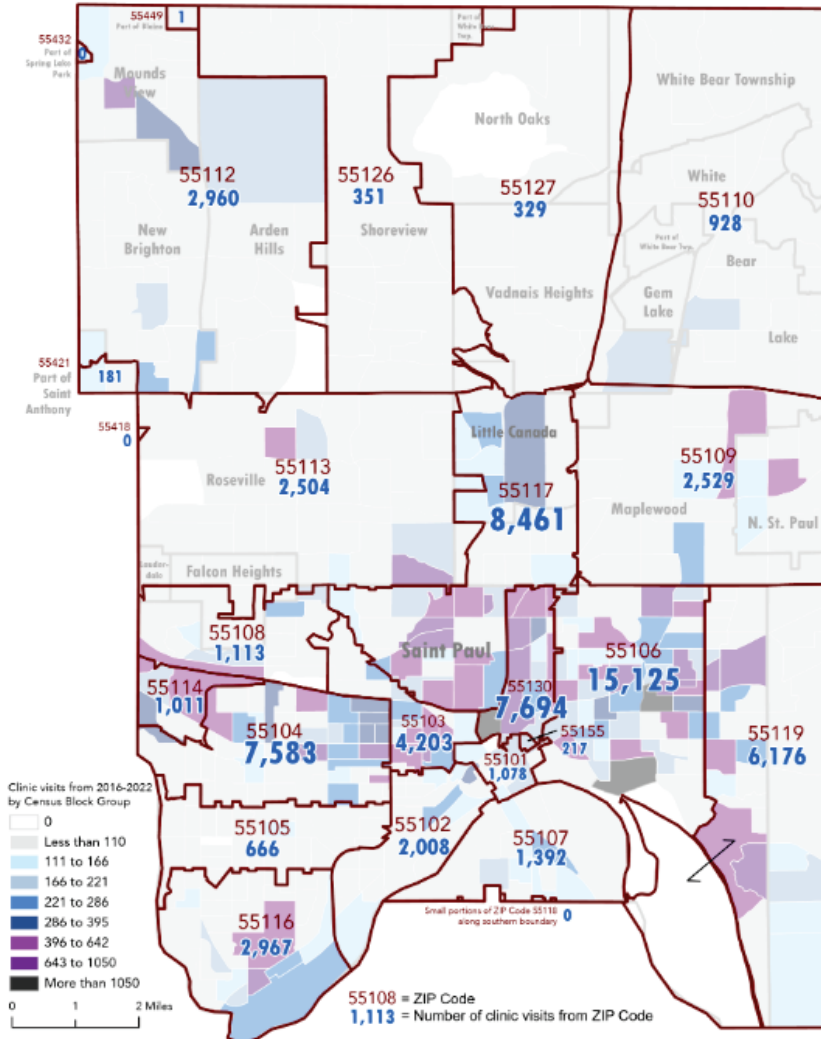 55449
Part of Blaine
1
Part of
White Bear
Twp.
55432
Part of
Spring Lake
Park
0
Mounds
View
White Bear Township
North Oaks
55112
2,960
55126
351
55127
329
White
55110
928
New
Brighton
Arden
Hills
Shoreview
Part of
White Bear Twp.
Bear
Vadnais Heights
Gem
Lake
Lake
55421
Part of
Saint
Anthony
181
55418
0
Little Canada
55113
2,504
Roseville
55117
8,461
55109
2,529
Maplewood
N. St. Paul
Lauder-
dale
Falcon Heights
55108
1,113
Saint Paul
55106
15,125
55114
1,011
55130
7,694
55104
7,583
55103
4,203
55155
217
55119
6,176
55101
1,078
Clinic visits from 2016-2022
by Census Block Group
0
Less than 110
111 to 166
166 to 221
221 to 286
286 to 395
396 to 642
643 to 1050
More than 1050
0 2 Miles
55105
666
55102
2,008
55107
1,392
55116
2,967
Small portions of ZIP Code 55118
along southern boundary
0
55108 = ZIP Code
1,113 = Number of clinic visits from ZIP Code